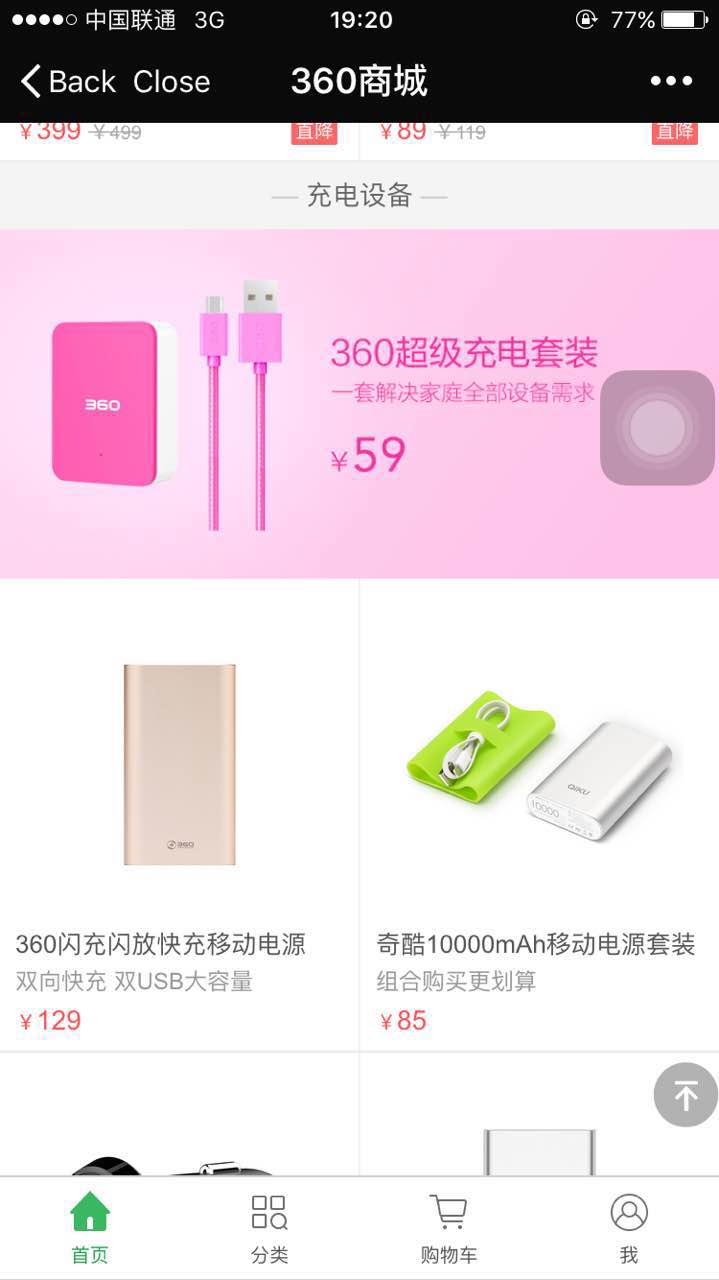 中国联通 3G 19:20 77%
Back Close 360商城
¥399 ¥499 直降 ¥89 ¥119 直降
充电设备
360
360超级充电套装
一套解决家庭全部设备需求
¥59
360
QIKU
10000
360闪充闪放快充移动电源
双向快充 双USB大容量
¥129
奇酷10000mAh移动电源套装
组合购买更划算
¥85
首页 分类 购物车 我